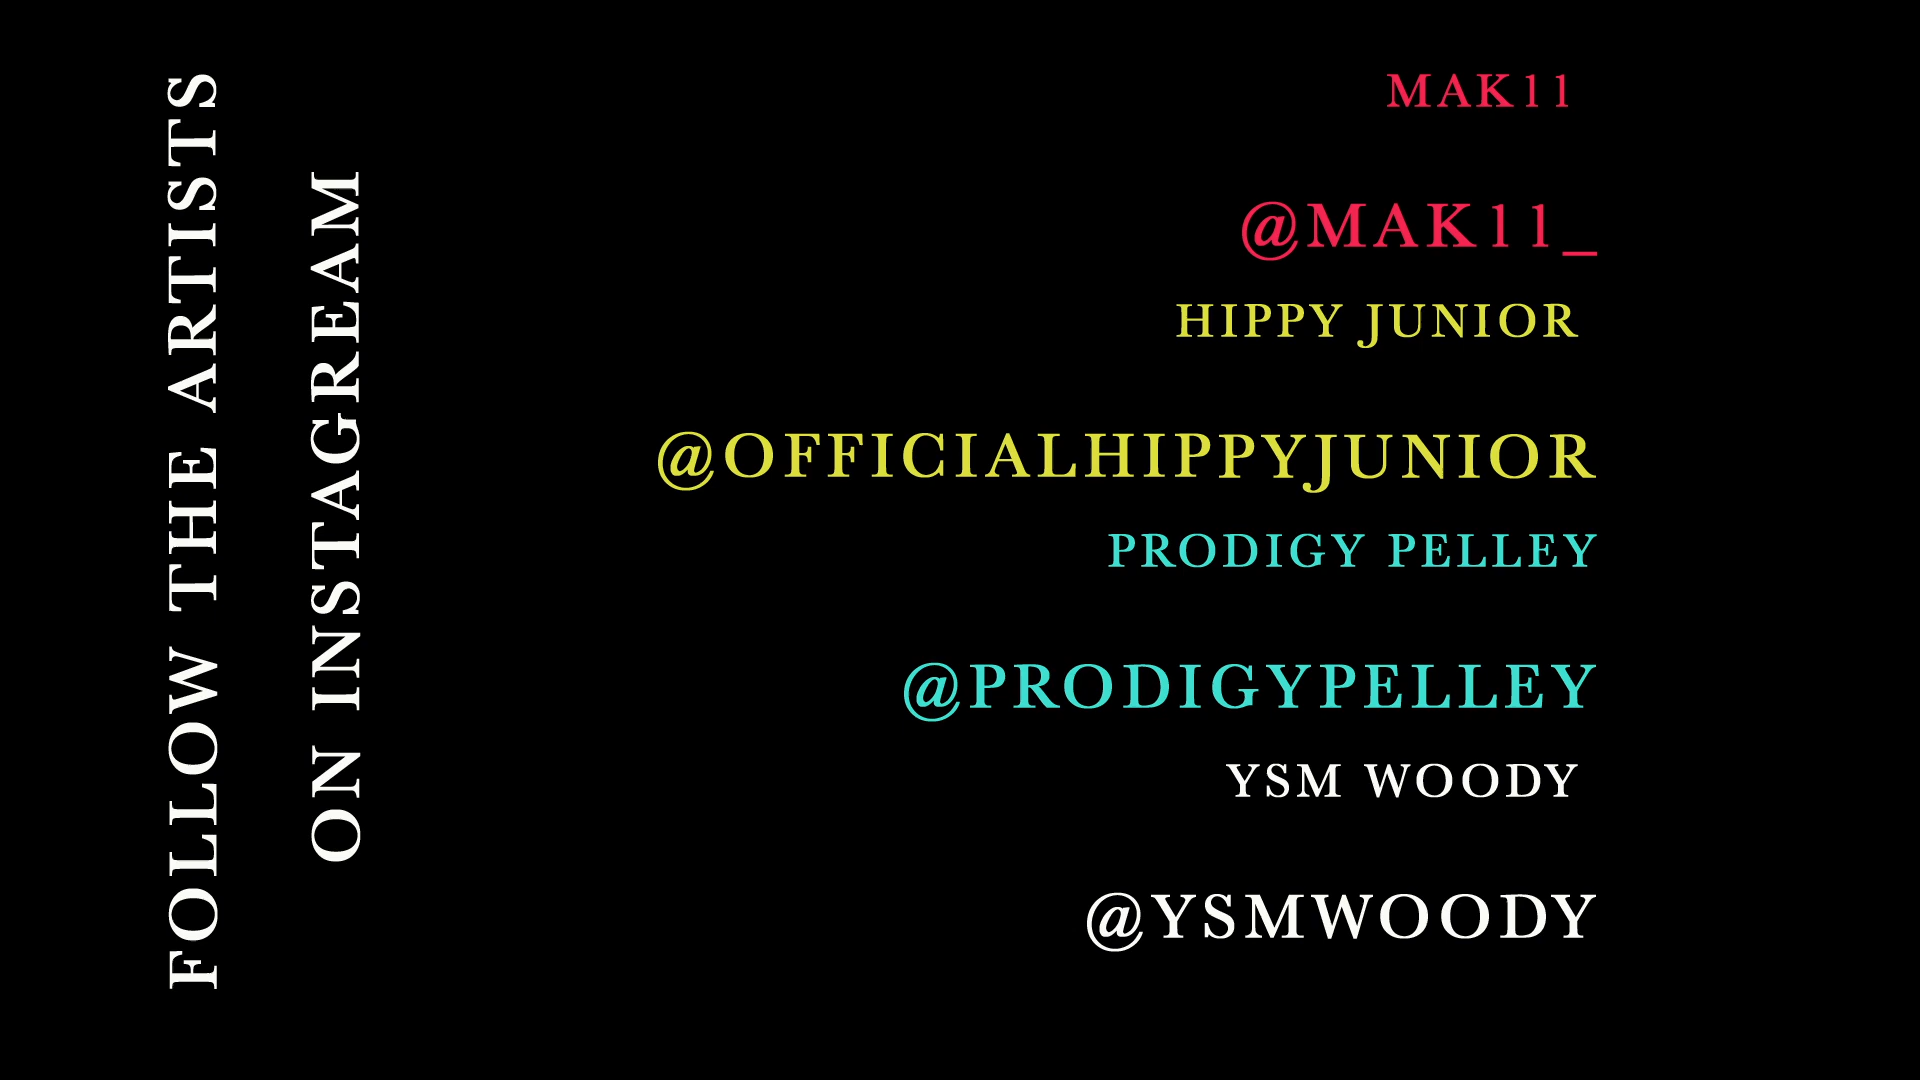 FOLLOW THE ARTISTS
ON INSTAGREAM
MAK11
@MAK11_
HIPPY JUNIOR
@OFFICIALHIPPYJUNIOR
PRODIGY PELLEY
@PRODIGYPELLEY
YSM WOODY
@YSMWOODY